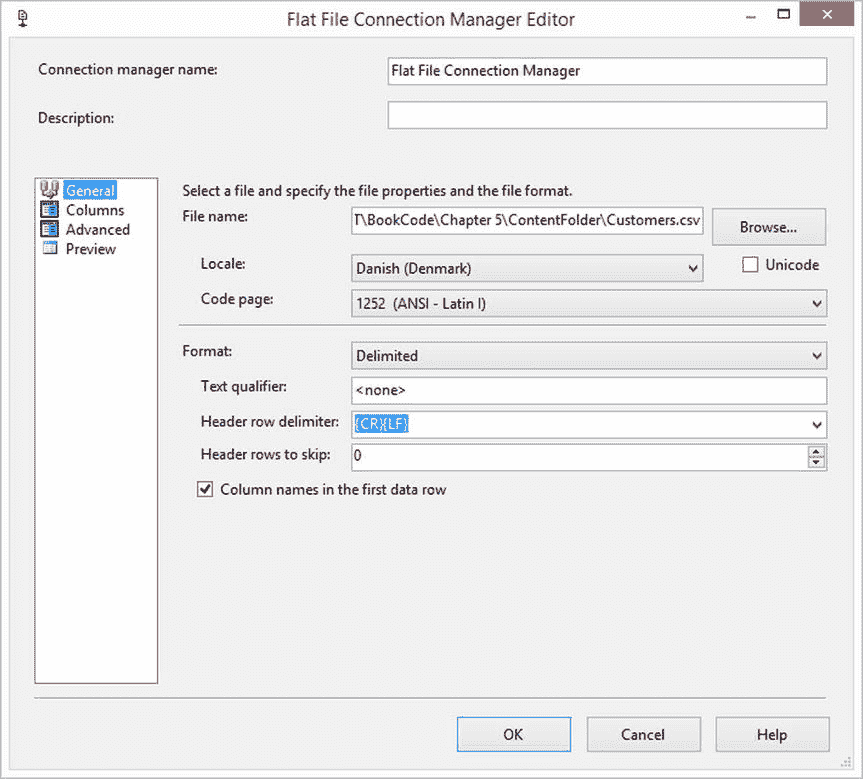 Flat File Connection Manager Editor
Connection manager name: Flat File Connection Manager
Description:
General
Columns
Advanced
Preview
Select a file and specify the file properties and the file format.
File name: T\BookCode\Chapter 5\ContentFolder\Customers.csv Browse...
Locale: Danish (Denmark) Unicode
Code page: 1252 (ANSI - Latin I)
Format: Delimited
Text qualifier: <none>
Header row delimiter: {CR}{LF}
Header rows to skip: 0
Column names in the first data row
OK Cancel Help